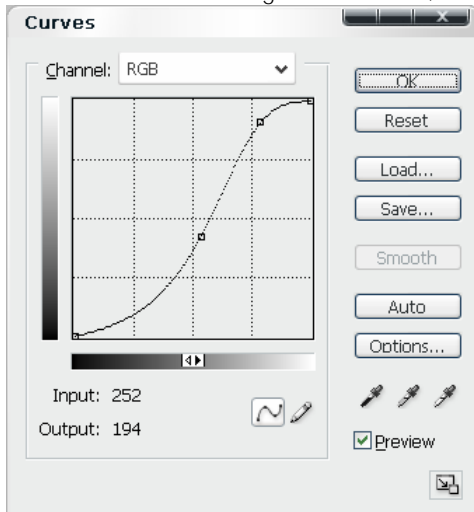 Curves
Channel: RGB
OK
Reset
Load...
Save...
Smooth
Auto
Options...
Input: 252
Output: 194
Preview